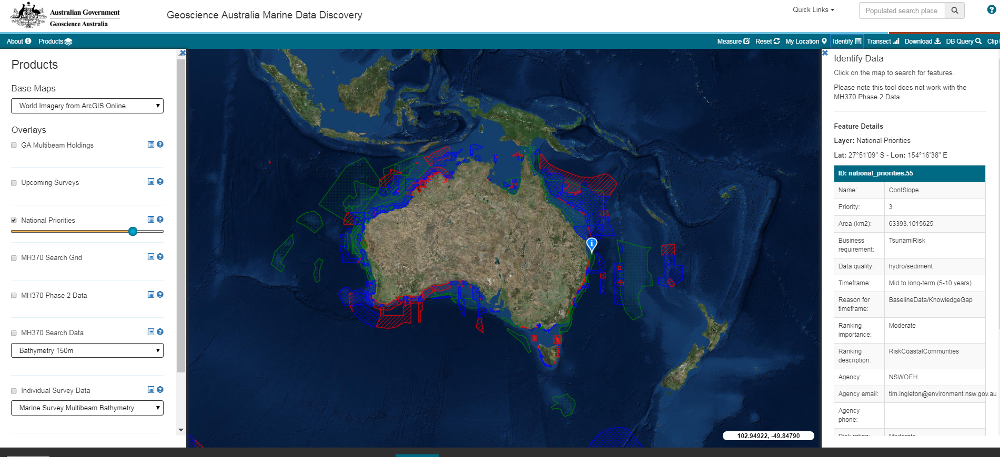 Australian Government
Geoscience Australia
Geoscience Australia Marine Data Discovery
Quick Links
Populated search place
About
Products
Measure
Reset
My Location
Identify
Transect
Download
DB Query
Clip
Products
Base Maps
World Imagery from ArcGIS Online
Overlays
GA Multibeam Holdings
Upcoming Surveys
National Priorities
MH370 Search Grid
MH370 Phase 2 Data
MH370 Search Data
Bathymetry 150m
Individual Survey Data
Marine Survey Multibeam Bathymetry
102.94922, -49.84790
Identify Data
Click on the map to search for features.
Please note this tool does not work with the
MH370 Phase 2 Data.
Feature Details
Layer: National Priorities
Lat: 27°51'09" S - Lon: 154°16'38" E
ID: national_priorities.55
Name: ContSlope
Priority: 3
Area (km2): 63393.1015625
Business requirement: TsunamiRisk
Data quality: hydro/sediment
Timeframe: Mid to long-term (5-10 years)
Reason for timeframe: BaselineData/KnowledgeGap
Ranking importance: Moderate
Ranking description: RiskCoastalCommunties
Agency: NSWOEH
Agency email: tim.ingleton@environment.nsw.gov.au
Agency phone:
Risk rating: Moderate